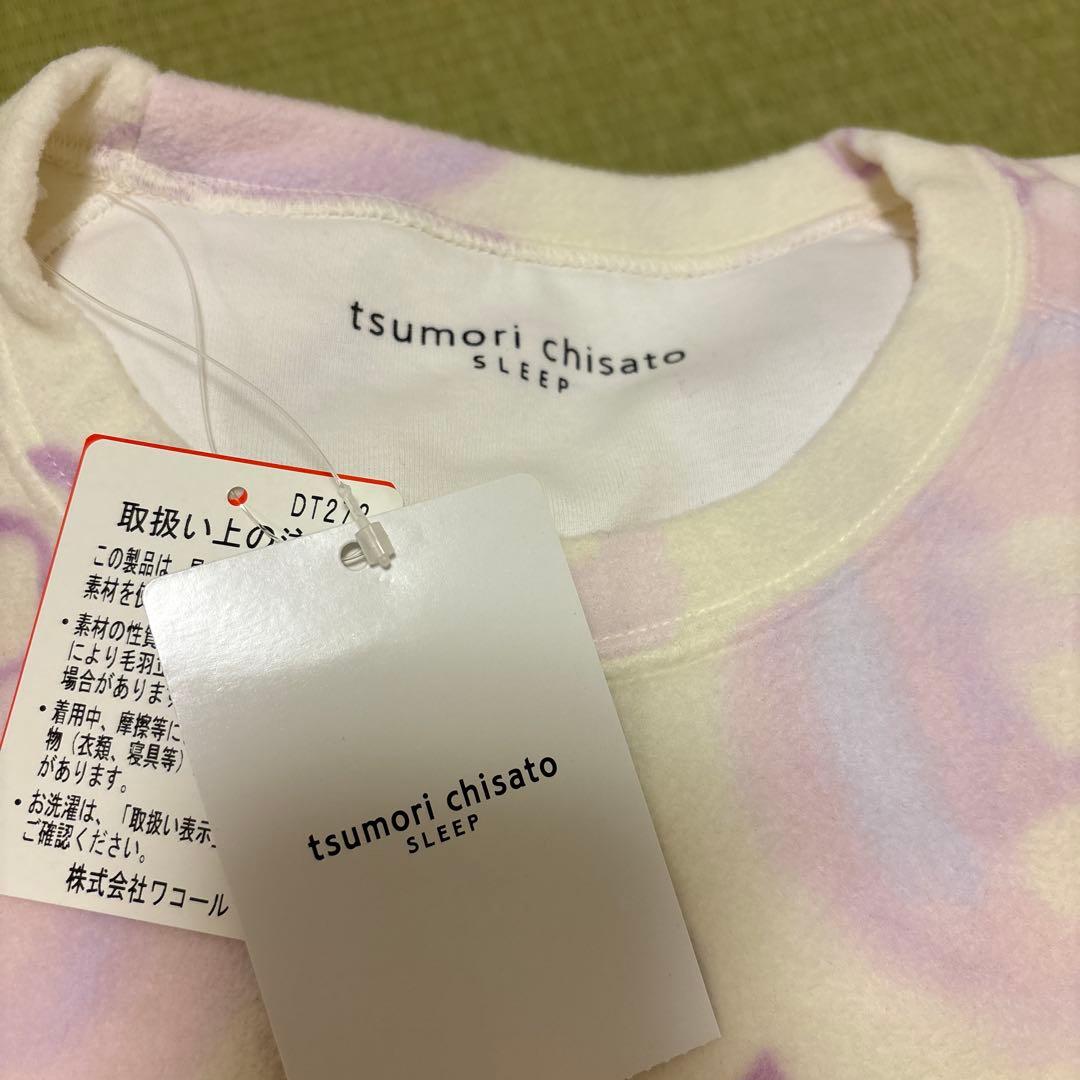 tsumori chisato
SLEEP
DT27
取扱い上の
この製品は、
素材を
・素材の性質
により毛羽立
場合があります
・着用中、摩擦等に
物（衣類、寝具等）
があります。
・お洗濯は、「取扱い表示」
ご確認ください。
株式会社ワコール
tsumori chisato
SLEEP